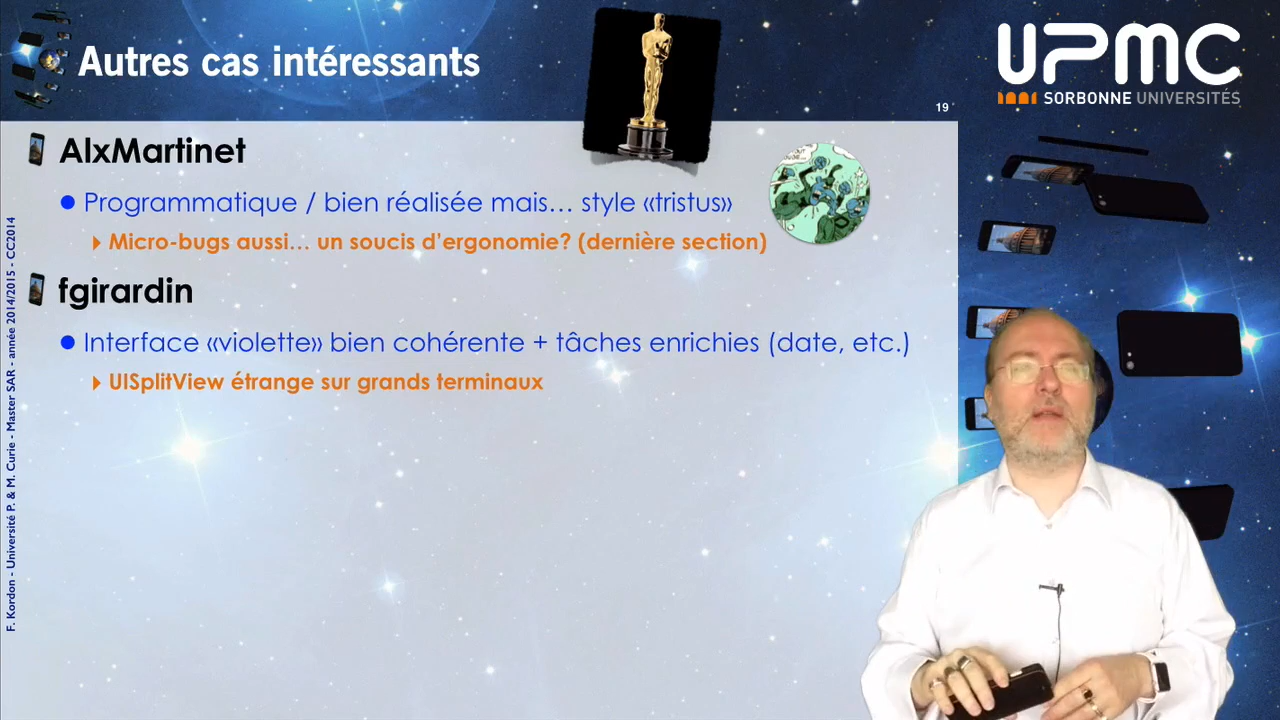 Autres cas intéressants
UPMC
SORBONNE UNIVERSITÉS
19
AlxMartinet
Programmatique / bien réalisée mais... style «tristus»
Micro-bugs aussi... un soucis d'ergonomie? (dernière section)
fgirardin
Interface «violette» bien cohérente + tâches enrichies (date, etc.)
UISplitView étrange sur grands terminaux
F. Kordon - Université P. & M. Curie - Master SAR - année 2014/2015 - CC2014